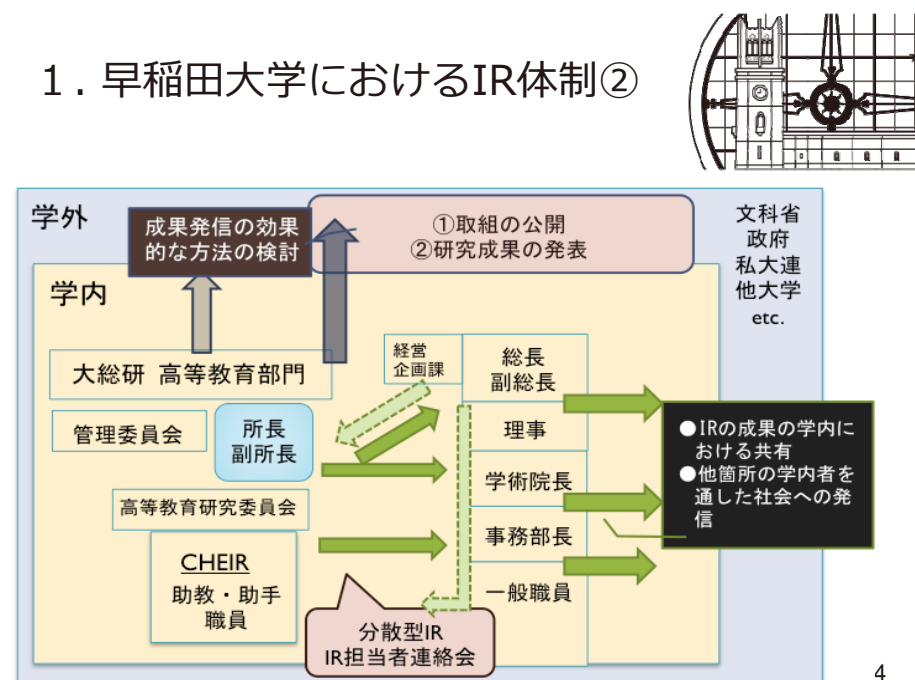 1. 早稲田大学におけるIR体制②
学外
成果発信の効果
的な方法の検討
①取組の公開
②研究成果の発表
文科省
政府
私大連
他大学
etc.
学内
大総研 高等教育部門
経営
企画課
総長
副総長
管理委員会
所長
副所長
理事
●IRの成果の学内に
おける共有
●他箇所の学内者を
通した社会への発
信
学術院長
高等教育研究委員会
事務部長
CHEIR
助教・助手
職員
一般職員
分散型IR
IR担当者連絡会
4